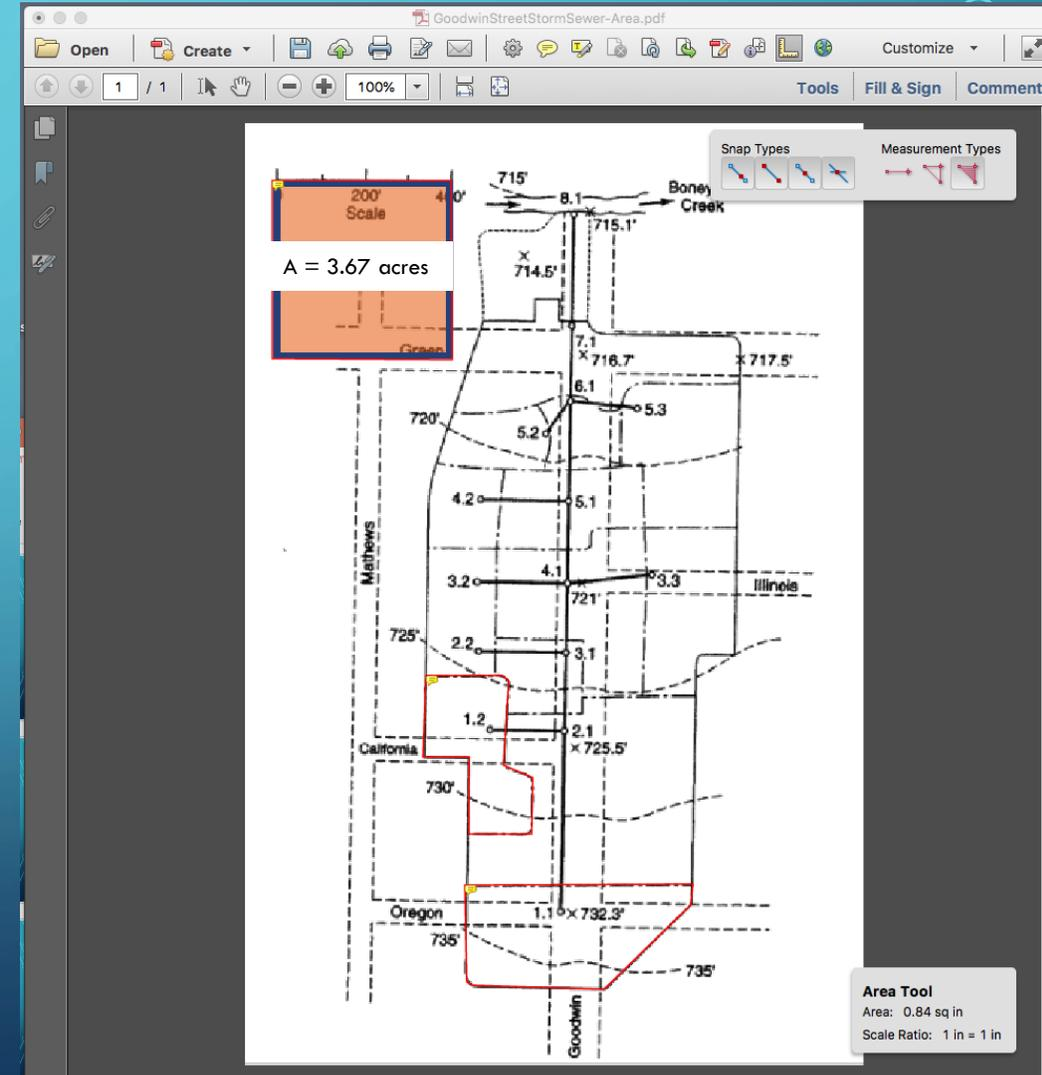 GoodwinStreetStormSewer-Area.pdf
Open
Create
Customize
1 / 1
100%
Tools
Fill & Sign
Comment
Snap Types
Measurement Types
200'
Scale
A = 3.67 acres
Green
715'
8.1
Boney
Creek
715.1'
714.5'
7.1
716.7'
717.5'
6.1
5.3
720'
5.2
4.2
5.1
Mathews
4.1
3.2
3.3
Illinois
721'
725'
2.2
3.1
1.2
2.1
California
725.5'
730'
Oregon
1.1
732.3'
735'
735'
Goodwin
Area Tool
Area: 0.84 sq in
Scale Ratio: 1 in = 1 in